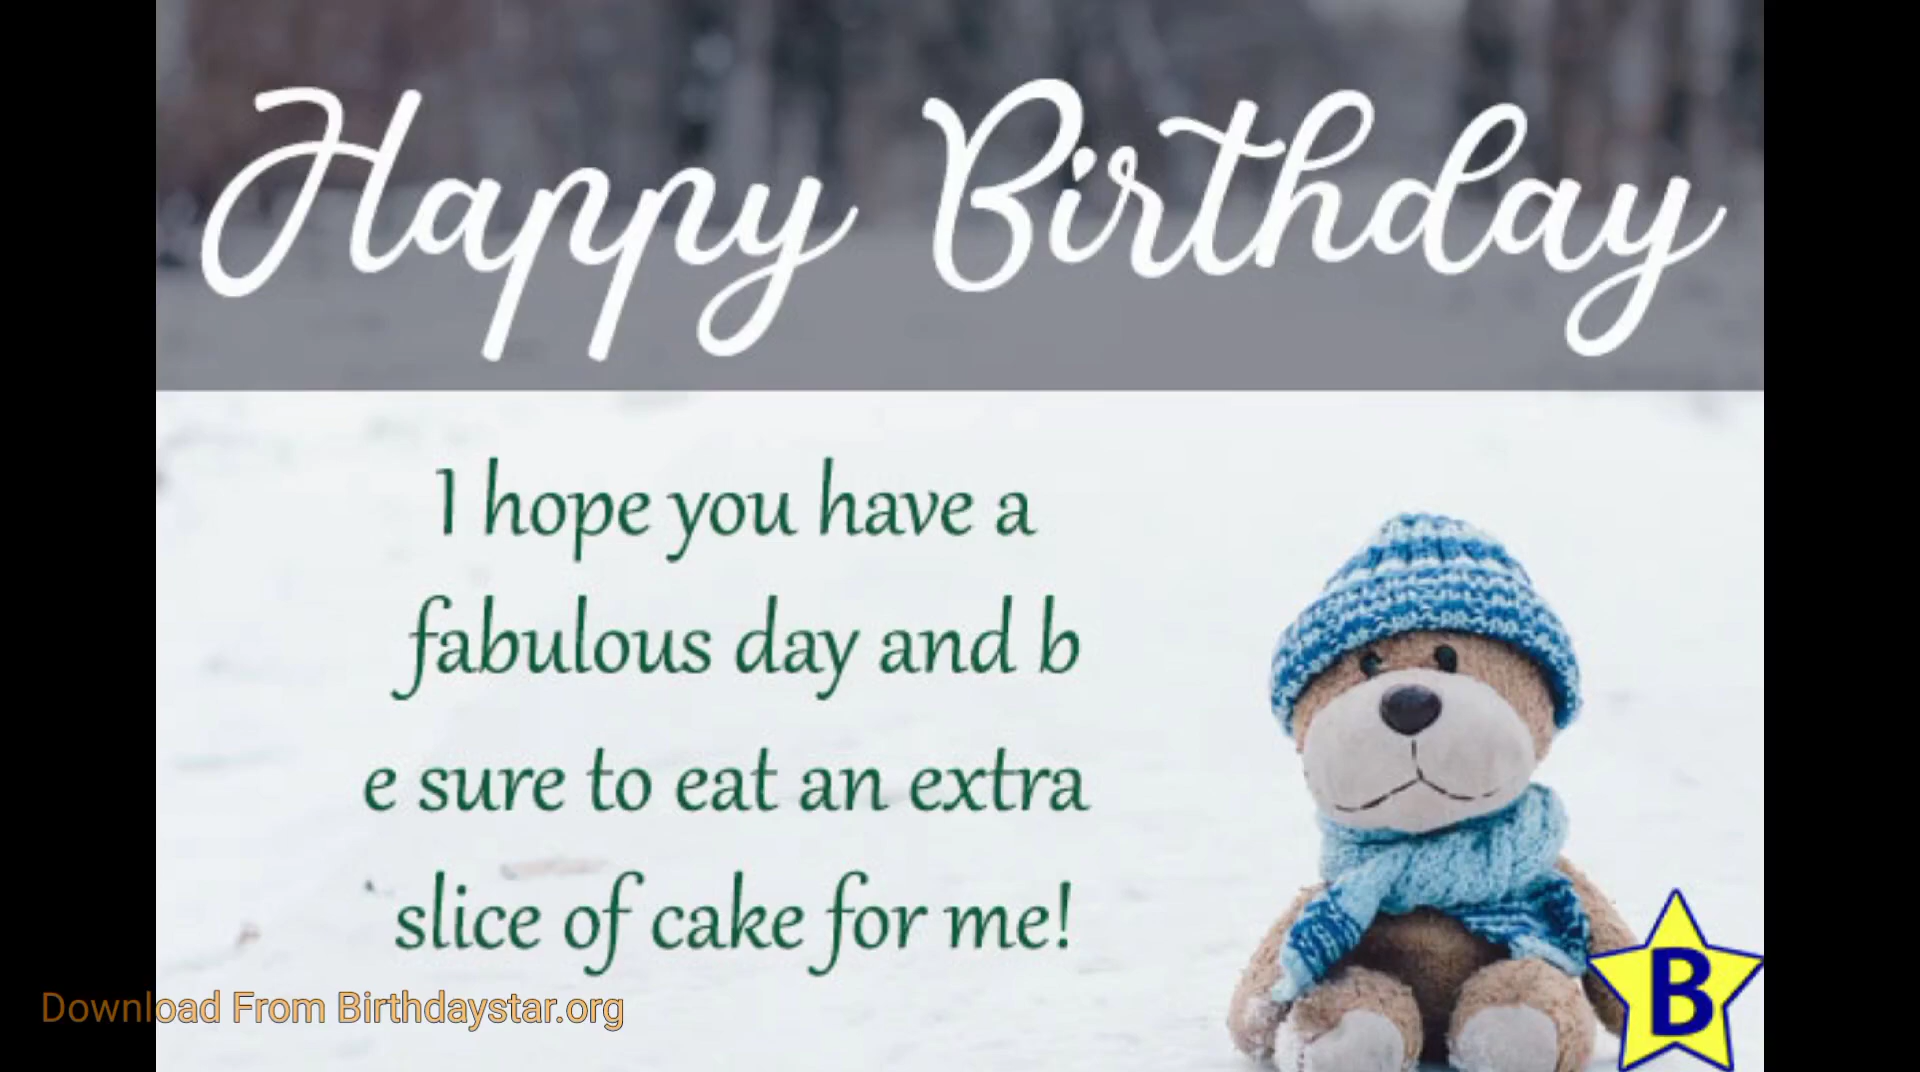 Happy Birthday
I hope you have a
fabulous day and b
e sure to eat an extra
slice of cake for me!
Download From Birthdaystar.org
B